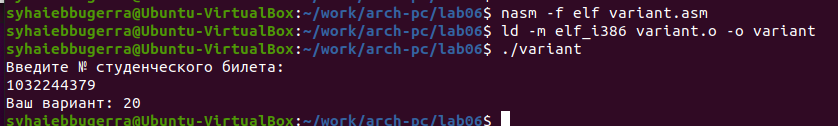 syhaiebbugerra@Ubuntu-VirtualBox:~/work/arch-pc/lab06$ nasm -f elf variant.asm
syhaiebbugerra@Ubuntu-VirtualBox:~/work/arch-pc/lab06$ ld -m elf_i386 variant.o -o variant
syhaiebbugerra@Ubuntu-VirtualBox:~/work/arch-pc/lab06$ ./variant
Введите № студенческого билета:
1032244379
Ваш вариант: 20
syhaiebbugerra@Ubuntu-VirtualBox:~/work/arch-pc/lab06$